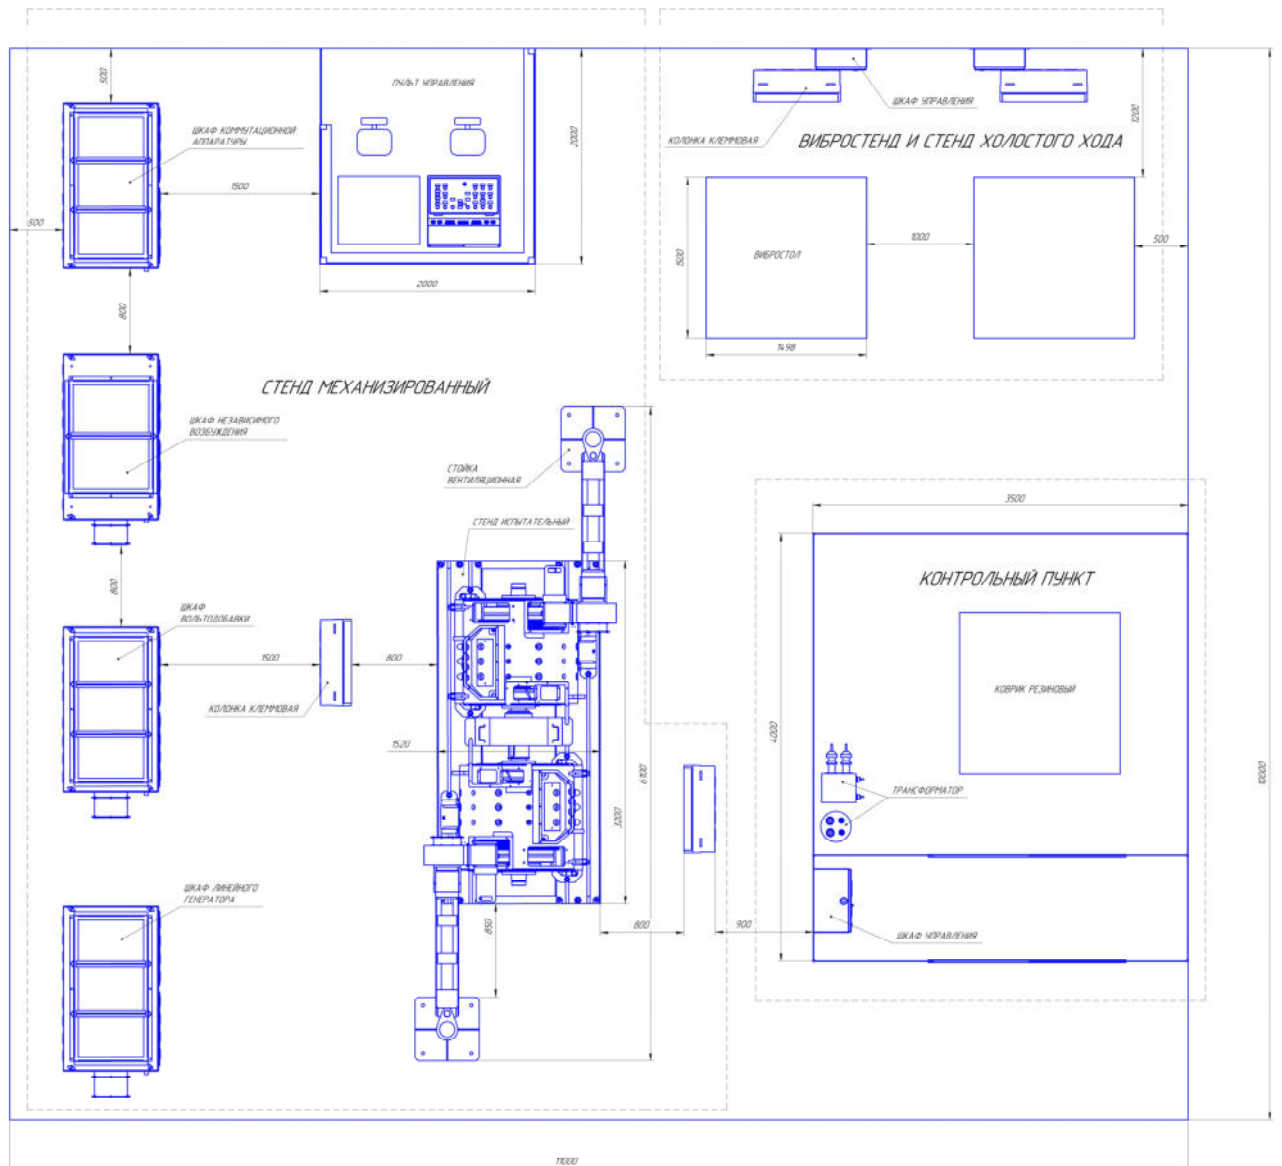 500
ПУЛЬТ УПРАВЛЕНИЯ
2000
ШКАФ КОММУТАЦИОННОЙ
АППАРАТУРЫ
1500
500
2000
800
ШКАФ УПРАВЛЕНИЯ
КОЛОНКА КЛЕММОВАЯ
1200
ВИБРОСТЕНД И СТЕНД ХОЛОСТОГО ХОДА
1000
500
1500
ВИБРОСТОЛ
1498
СТЕНД МЕХАНИЗИРОВАННЫЙ
ШКАФ НЕЗАВИСИМОГО
ВОЗБУЖДЕНИЯ
СТОЙКА
ВЕНТИЛЯЦИОННАЯ
СТЕНД ИСПЫТАТЕЛЬНЫЙ
800
ШКАФ
ВОЛЬТОДОБАВКИ
1500
800
КОЛОНКА КЛЕММОВАЯ
1520
6100
3200
ШКАФ ЛИНЕЙНОГО
ГЕНЕРАТОРА
850
800
900
3500
КОНТРОЛЬНЫЙ ПУНКТ
КОВРИК РЕЗИНОВЫЙ
4000
ТРАНСФОРМАТОР
ШКАФ УПРАВЛЕНИЯ
10000
11000